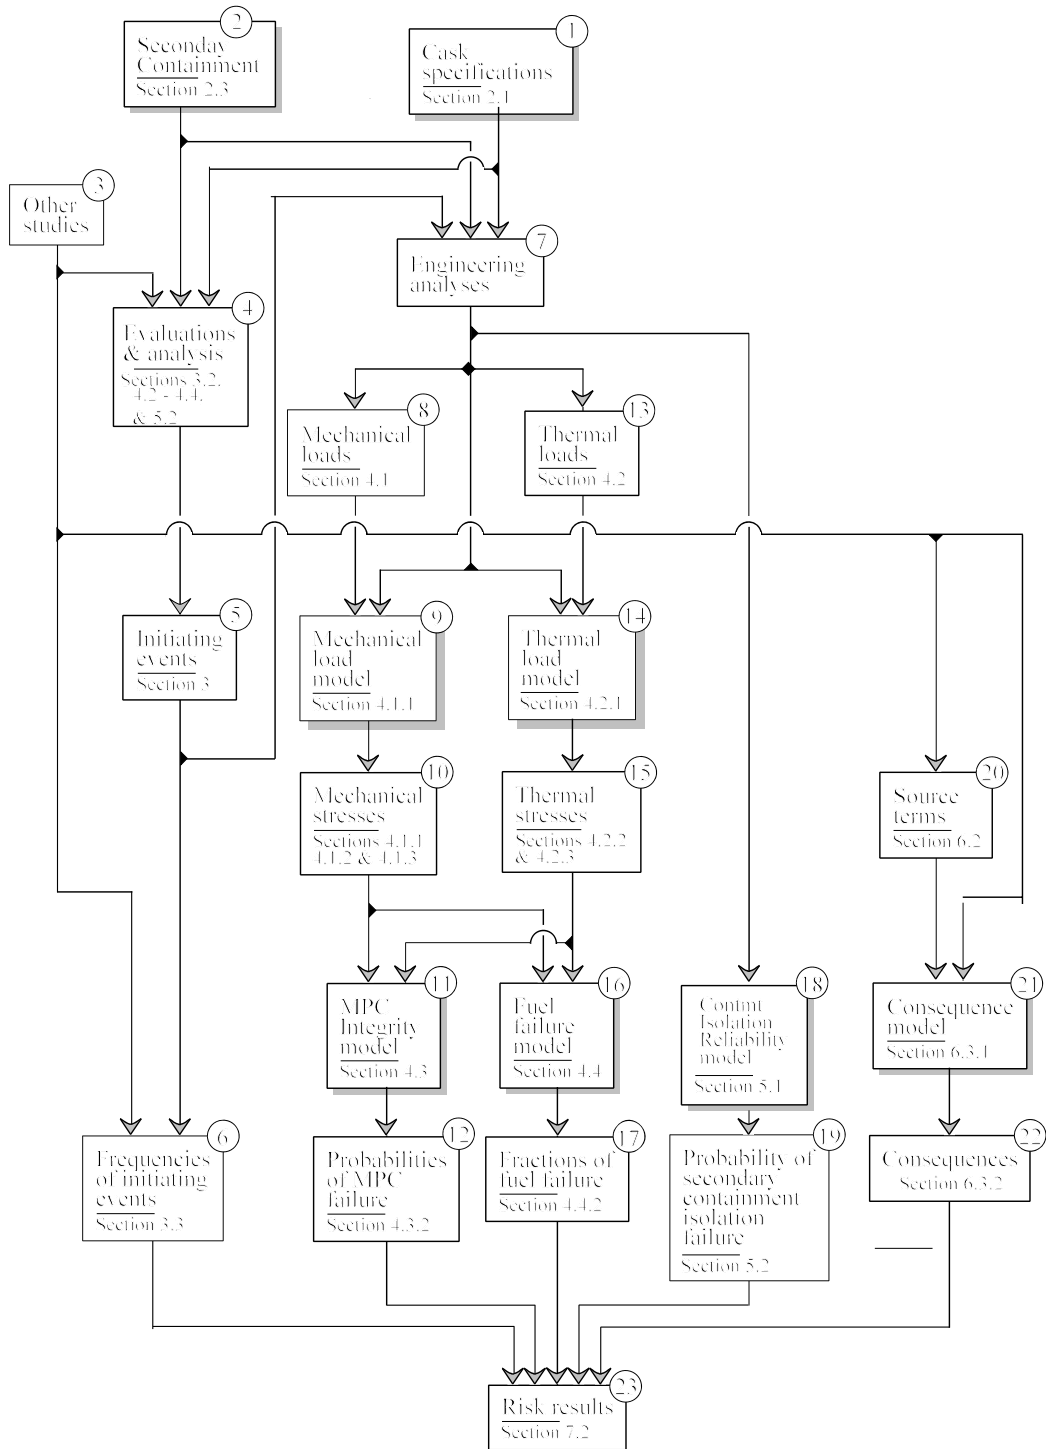 2
Seconday
Containment
Section 2.3
1
Cask
specifications
Section 2.1
3
Other
studies
7
Engineering
analyses
4
Evaluations
& analysis
Sections 3.2,
4.2 - 4.4,
& 5.2
8
Mechanical
loads
Section 4.1
13
Thermal
loads
Section 4.2
5
Initiating
events
Section 3
9
Mechanical
load
model
Section 4.1.1
14
Thermal
load
model
Section 4.2.1
10
Mechanical
stresses
Sections 4.1.1
4.1.2 & 4.1.3
15
Thermal
stresses
Sections 4.2.2
& 4.2.3
20
Source
terms
Section 6.2
11
MPC
Integrity
model
Section 4.3
16
Fuel
failure
model
Section 4.4
18
Contmt
Isolation
Reliability
model
Section 5.1
21
Consequence
model
Section 6.3.1
6
Frequencies
of initiating
events
Section 3.3
12
Probabilities
of MPC
failure
Section 4.3.2
17
Fractions of
fuel failure
Section 4.4.2
19
Probability of
secondary
containment
isolation
failure
Section 5.2
22
Consequences
Section 6.3.2
23
Risk results
Section 7.2